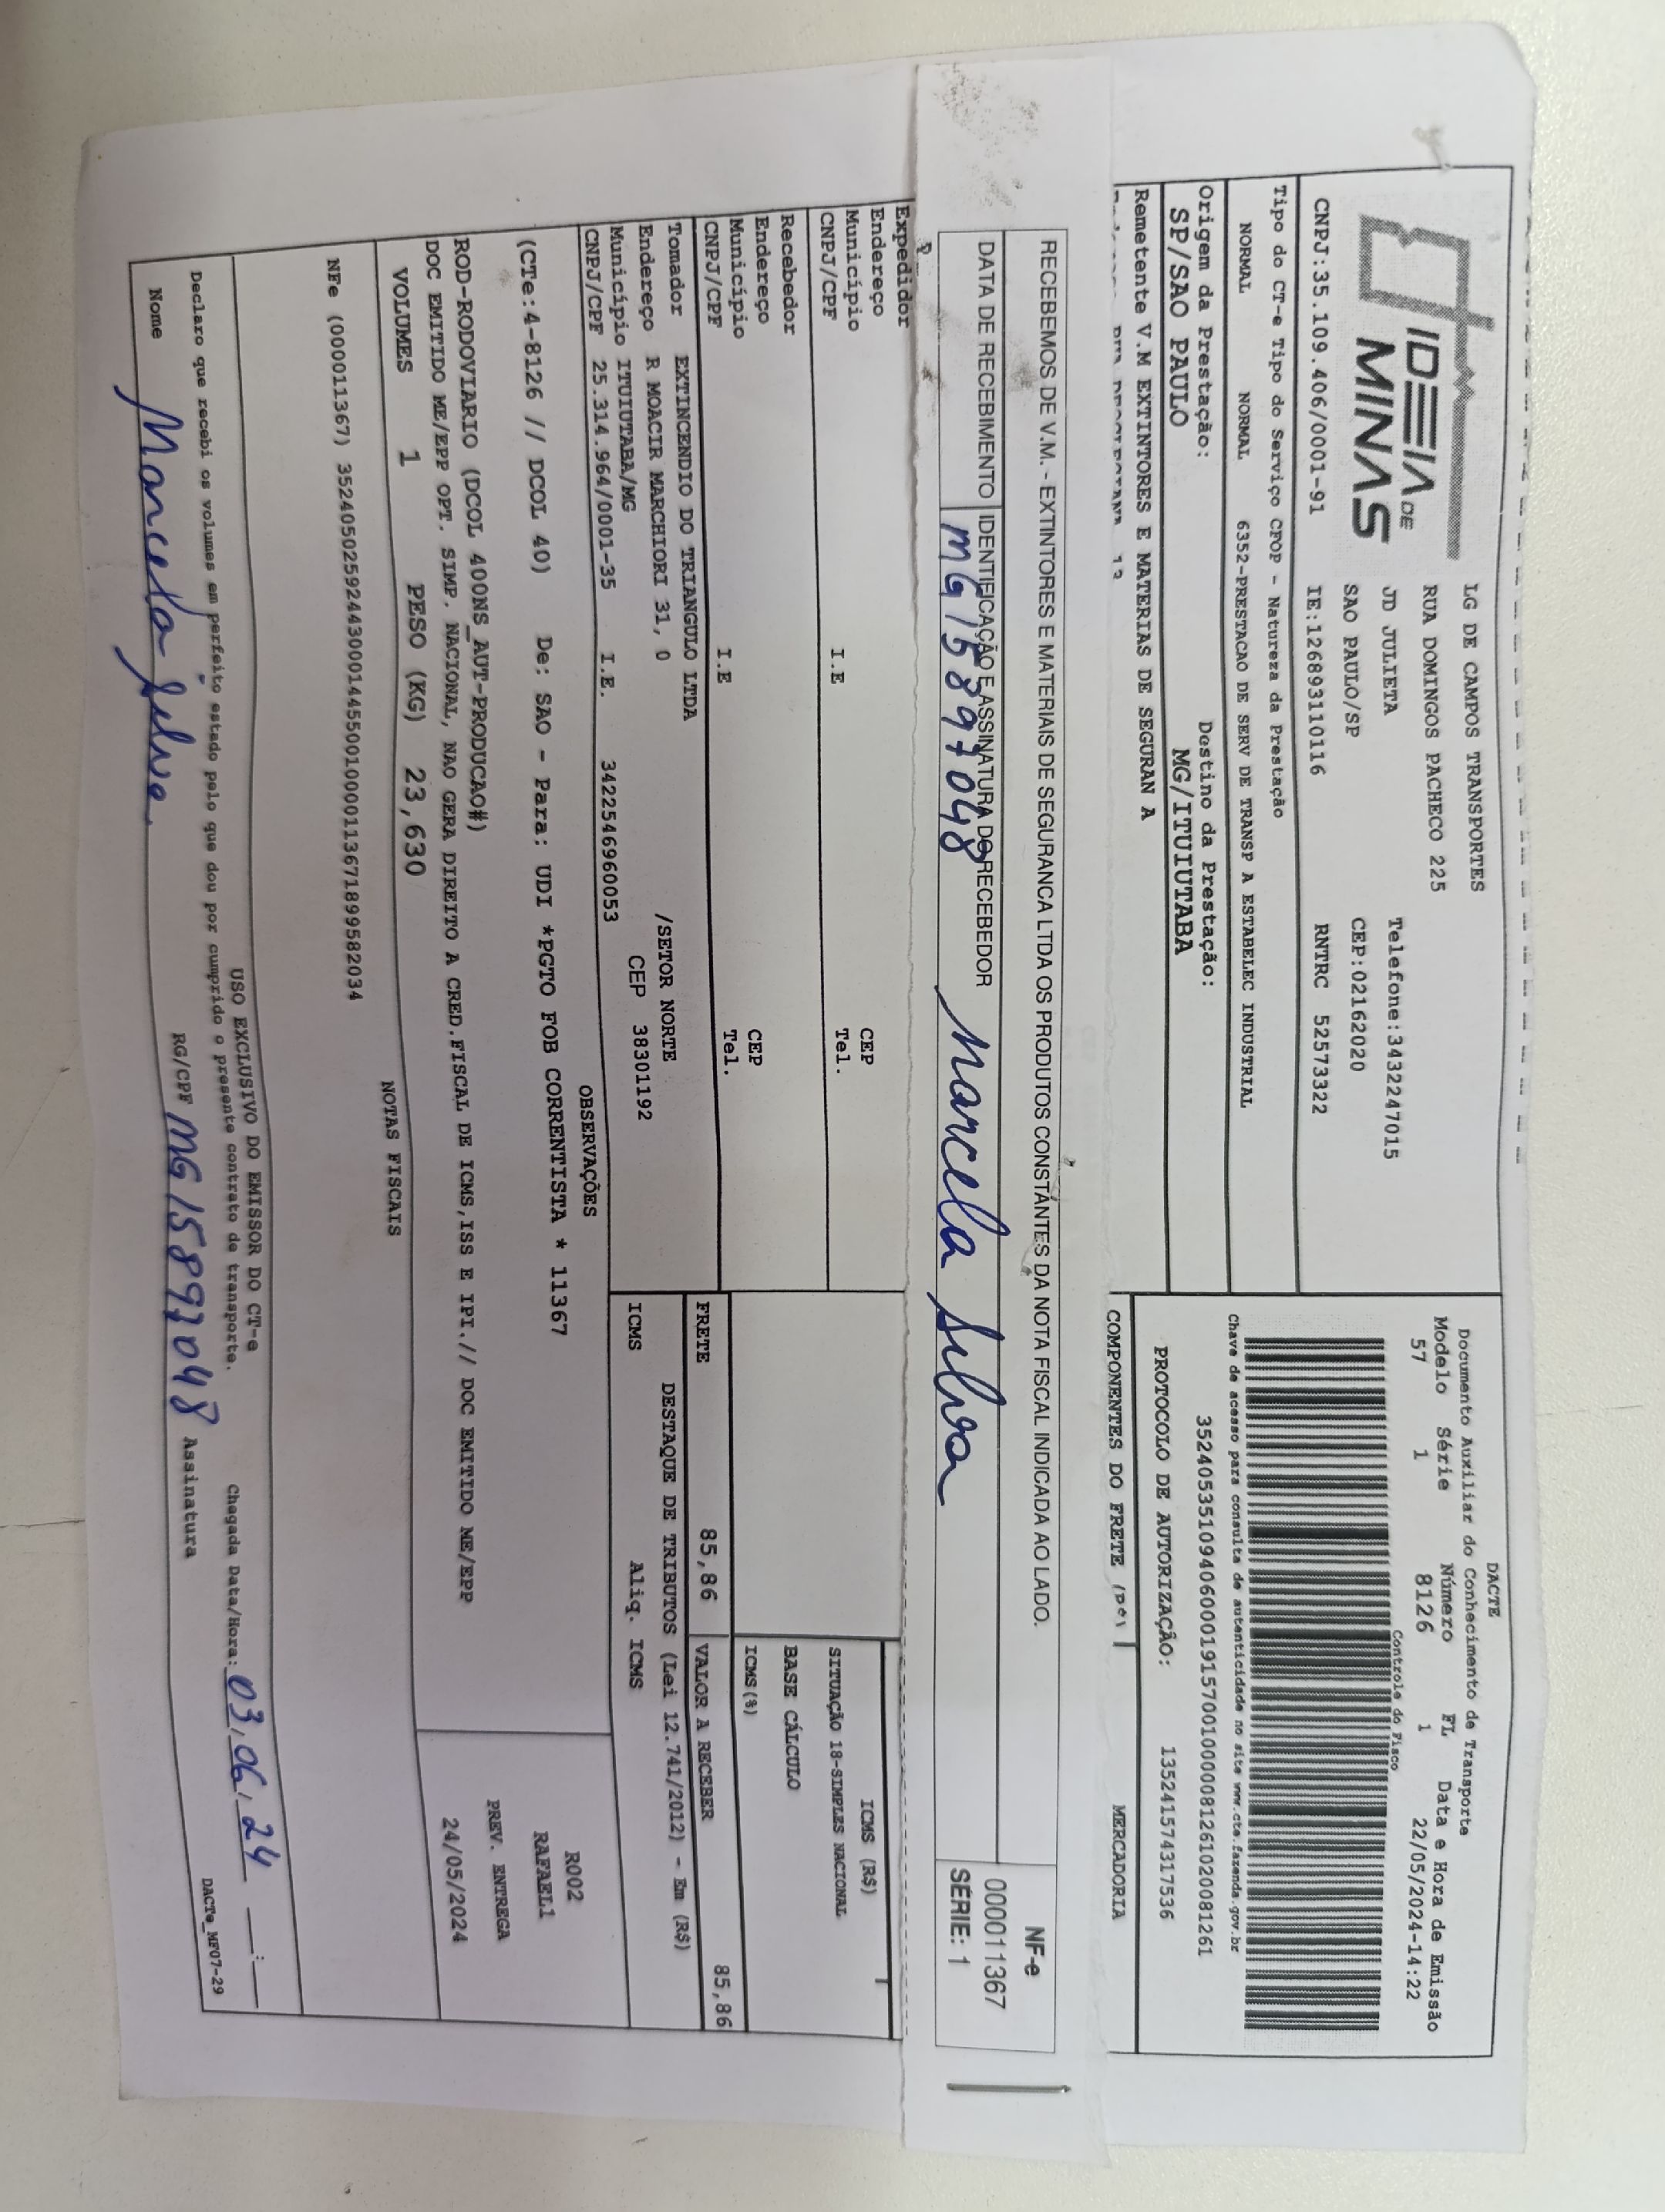 IDEIA DE
MINAS
LG DE CAMPOS TRANSPORTES
RUA DOMINGOS PACHECO 225
JD JULIETA
SAO PAULO/SP
Telefone:3432247015
CEP:02162020
CNPJ:35.109.406/0001-91 IE:126893110116 RNTRC 52573322
DACTE
Documento Auxiliar do Conhecimento de Transporte
Modelo Série Número FL Data e Hora de Emissão
57 1 8126 1 22/05/2024-14:22
Controle do Fisco
Chave de acesso para consulta de autenticidade no site www.cte.fazenda.gov.br
35240535109406000191570010000081261020081261
PROTOCOLO DE AUTORIZAÇÃO: 135241574317536
Tipo do CT-e Tipo do Serviço CFOP - Natureza da Prestação
NORMAL NORMAL 6352-PRESTACAO DE SERV DE TRANSP A ESTABELEC INDUSTRIAL
Origem da Prestação: Destino da Prestação:
SP/SAO PAULO MG/ITUIUTABA
Remetente V.M EXTINTORES E MATERIAS DE SEGURAN A
COMPONENTES DO FRETE MERCADORIA
RECEBEMOS DE V.M. - EXTINTORES E MATERIAIS DE SEGURANCA LTDA OS PRODUTOS CONSTANTES DA NOTA FISCAL INDICADA AO LADO.
DATA DE RECEBIMENTO IDENTIFICAÇÃO E ASSINATURA DO RECEBEDOR
MG15897048 Marcela Silva
NF-e
000011367
SÉRIE: 1
Expedidor
Endereço
Município CEP
CNPJ/CPF I.E Tel.
Recebedor
Endereço
Município CEP
CNPJ/CPF I.E Tel.
ICMS (R$)
SITUAÇÃO 18-SIMPLES NACIONAL
BASE CÁLCULO
ICMS(%)
Tomador EXTINCENDIO DO TRIANGULO LTDA
Endereço R MOACIR MARCHIORI 31, 0 /SETOR NORTE
Município ITUIUTABA/MG CEP 38301192
CNPJ/CPF 25.314.964/0001-35 I.E. 3422546960053
FRETE 85,86 VALOR A RECEBER 85,86
DESTAQUE DE TRIBUTOS (Lei 12.741/2012) - Em (R$)
ICMS Aliq. ICMS
OBSERVAÇÕES
(CTe:4-8126 // DCOL 40) De: SAO - Para: UDI *PGTO FOB CORRENTISTA * 11367
R002
RAFAEL1
ROD-RODOVIARIO (DCOL 400NS_AUT-PRODUCAO#)
DOC EMITIDO ME/EPP OPT. SIMP. NACIONAL, NAO GERA DIREITO A CRED.FISCAL DE ICMS,ISS E IPI.// DOC EMITIDO ME/EPP
PREV. ENTREGA
24/05/2024
VOLUMES 1 PESO (KG) 23,630
NOTAS FISCAIS
NFe (000011367) 35240502592443000144550010000113671899582034
USO EXCLUSIVO DO EMISSOR DO CT-e
Declaro que recebi os volumes em perfeito estado pelo que dou por cumprido o presente contrato de transporte.
Chegada Data/Hora: 03/06/24 __:__
Nome Marcela Silva. RG/CPF MG15897048 Assinatura
DACTe_MF07-29